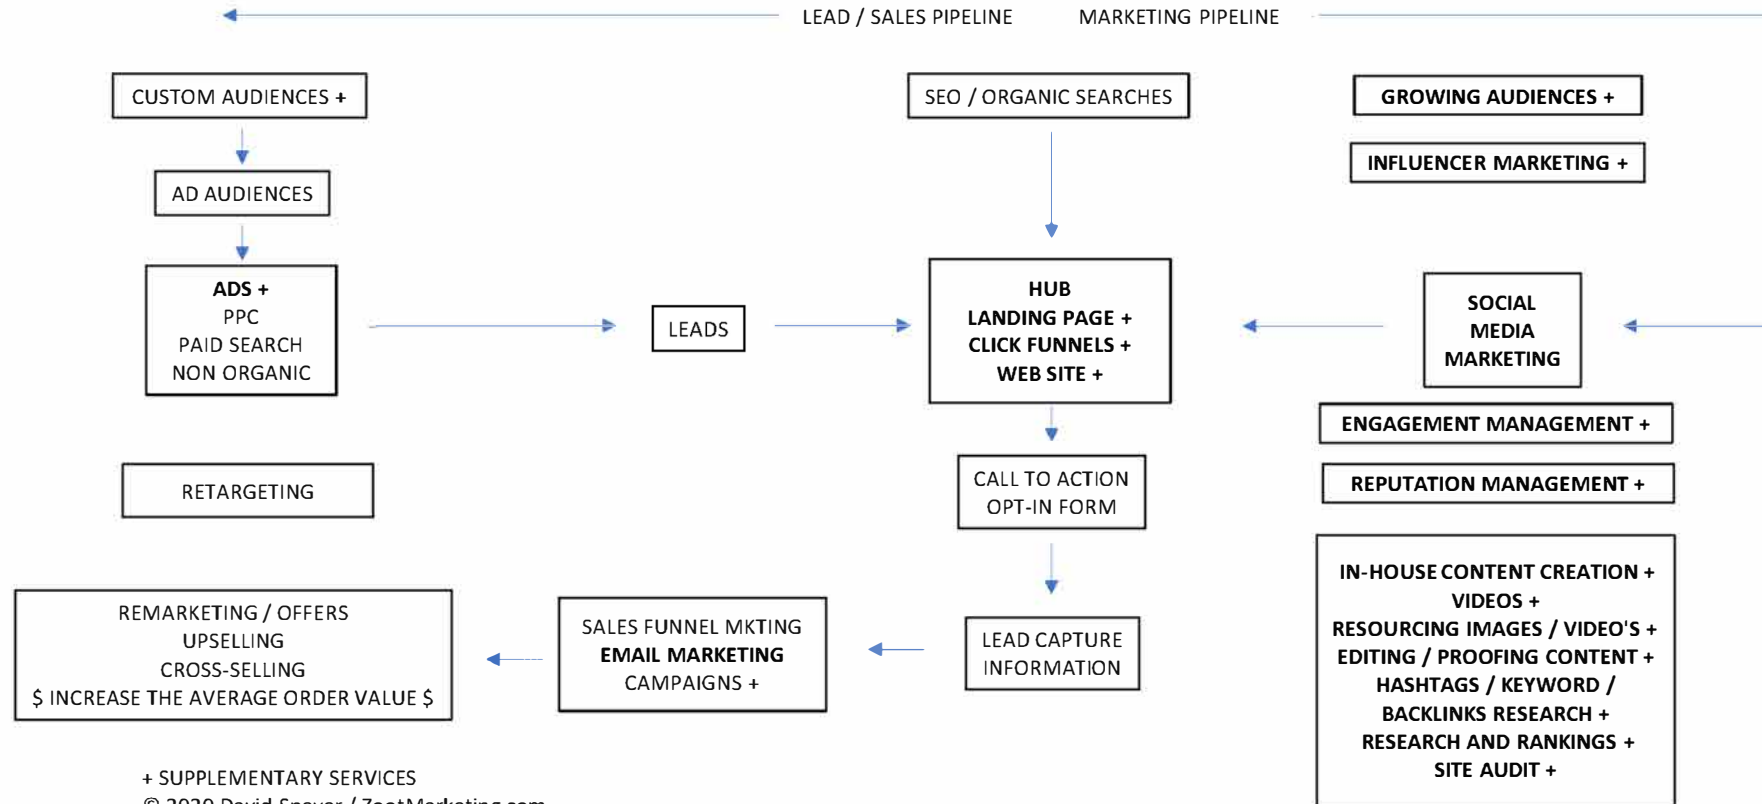 LEAD / SALES PIPELINE
MARKETING PIPELINE
CUSTOM AUDIENCES +
SEO / ORGANIC SEARCHES
GROWING AUDIENCES +
INFLUENCER MARKETING +
AD AUDIENCES
ADS +
PPC
PAID SEARCH
NON ORGANIC
LEADS
HUB
LANDING PAGE +
CLICK FUNNELS +
WEB SITE +
SOCIAL
MEDIA
MARKETING
ENGAGEMENT MANAGEMENT +
REPUTATION MANAGEMENT +
RETARGETING
CALL TO ACTION
OPT-IN FORM
IN-HOUSE CONTENT CREATION +
VIDEOS +
RESOURCING IMAGES / VIDEO'S +
EDITING / PROOFING CONTENT +
HASHTAGS / KEYWORD /
BACKLINKS RESEARCH +
RESEARCH AND RANKINGS +
SITE AUDIT +
REMARKETING / OFFERS
UPSELLING
CROSS-SELLING
$ INCREASE THE AVERAGE ORDER VALUE $
SALES FUNNEL MKTING
EMAIL MARKETING
CAMPAIGNS +
LEAD CAPTURE
INFORMATION
+ SUPPLEMENTARY SERVICES
© 2020 David / ZootMarketing.com